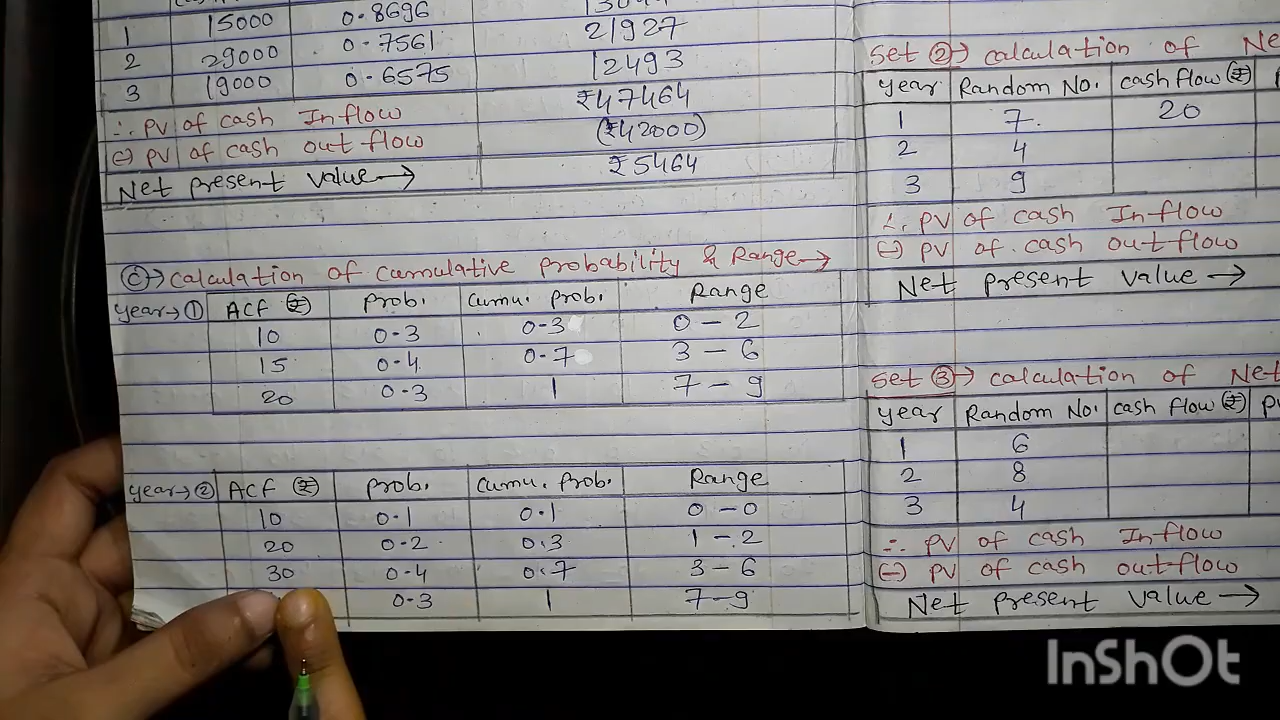 1 15000 0.8696
2 29000 0.7561 21927
3 19000 0.6575 12493
∴ PV of cash Inflow ₹47464
(-) PV of cash out flow (₹42000)
Net present value → ₹5464
(C)→ calculation of cumulative probability & Range →
year→① ACF (₹) Prob. cumu. prob. Range
10 0.3 0.3 0-2
15 0.4 0.7 3-6
20 0.3 1 7-9
year→② ACF (₹) prob. cumu. prob. Range
10 0.1 0.1 0-0
20 0.2 0.3 1-2
30 0.4 0.7 3-6
0.3 1 7-9
Set ②→ calculation of Ne
year Random No. cash flow (₹)
1 7. 20
2 4
3 9
∴ PV of cash Inflow
(-) PV of cash out flow
Net present value →
Set ③→ calculation of Net
year Random No. cash flow (₹) P
1 6
2 8
3 4
∴ PV of cash Inflow
(-) PV of cash outflow
Net present value →
InShOt